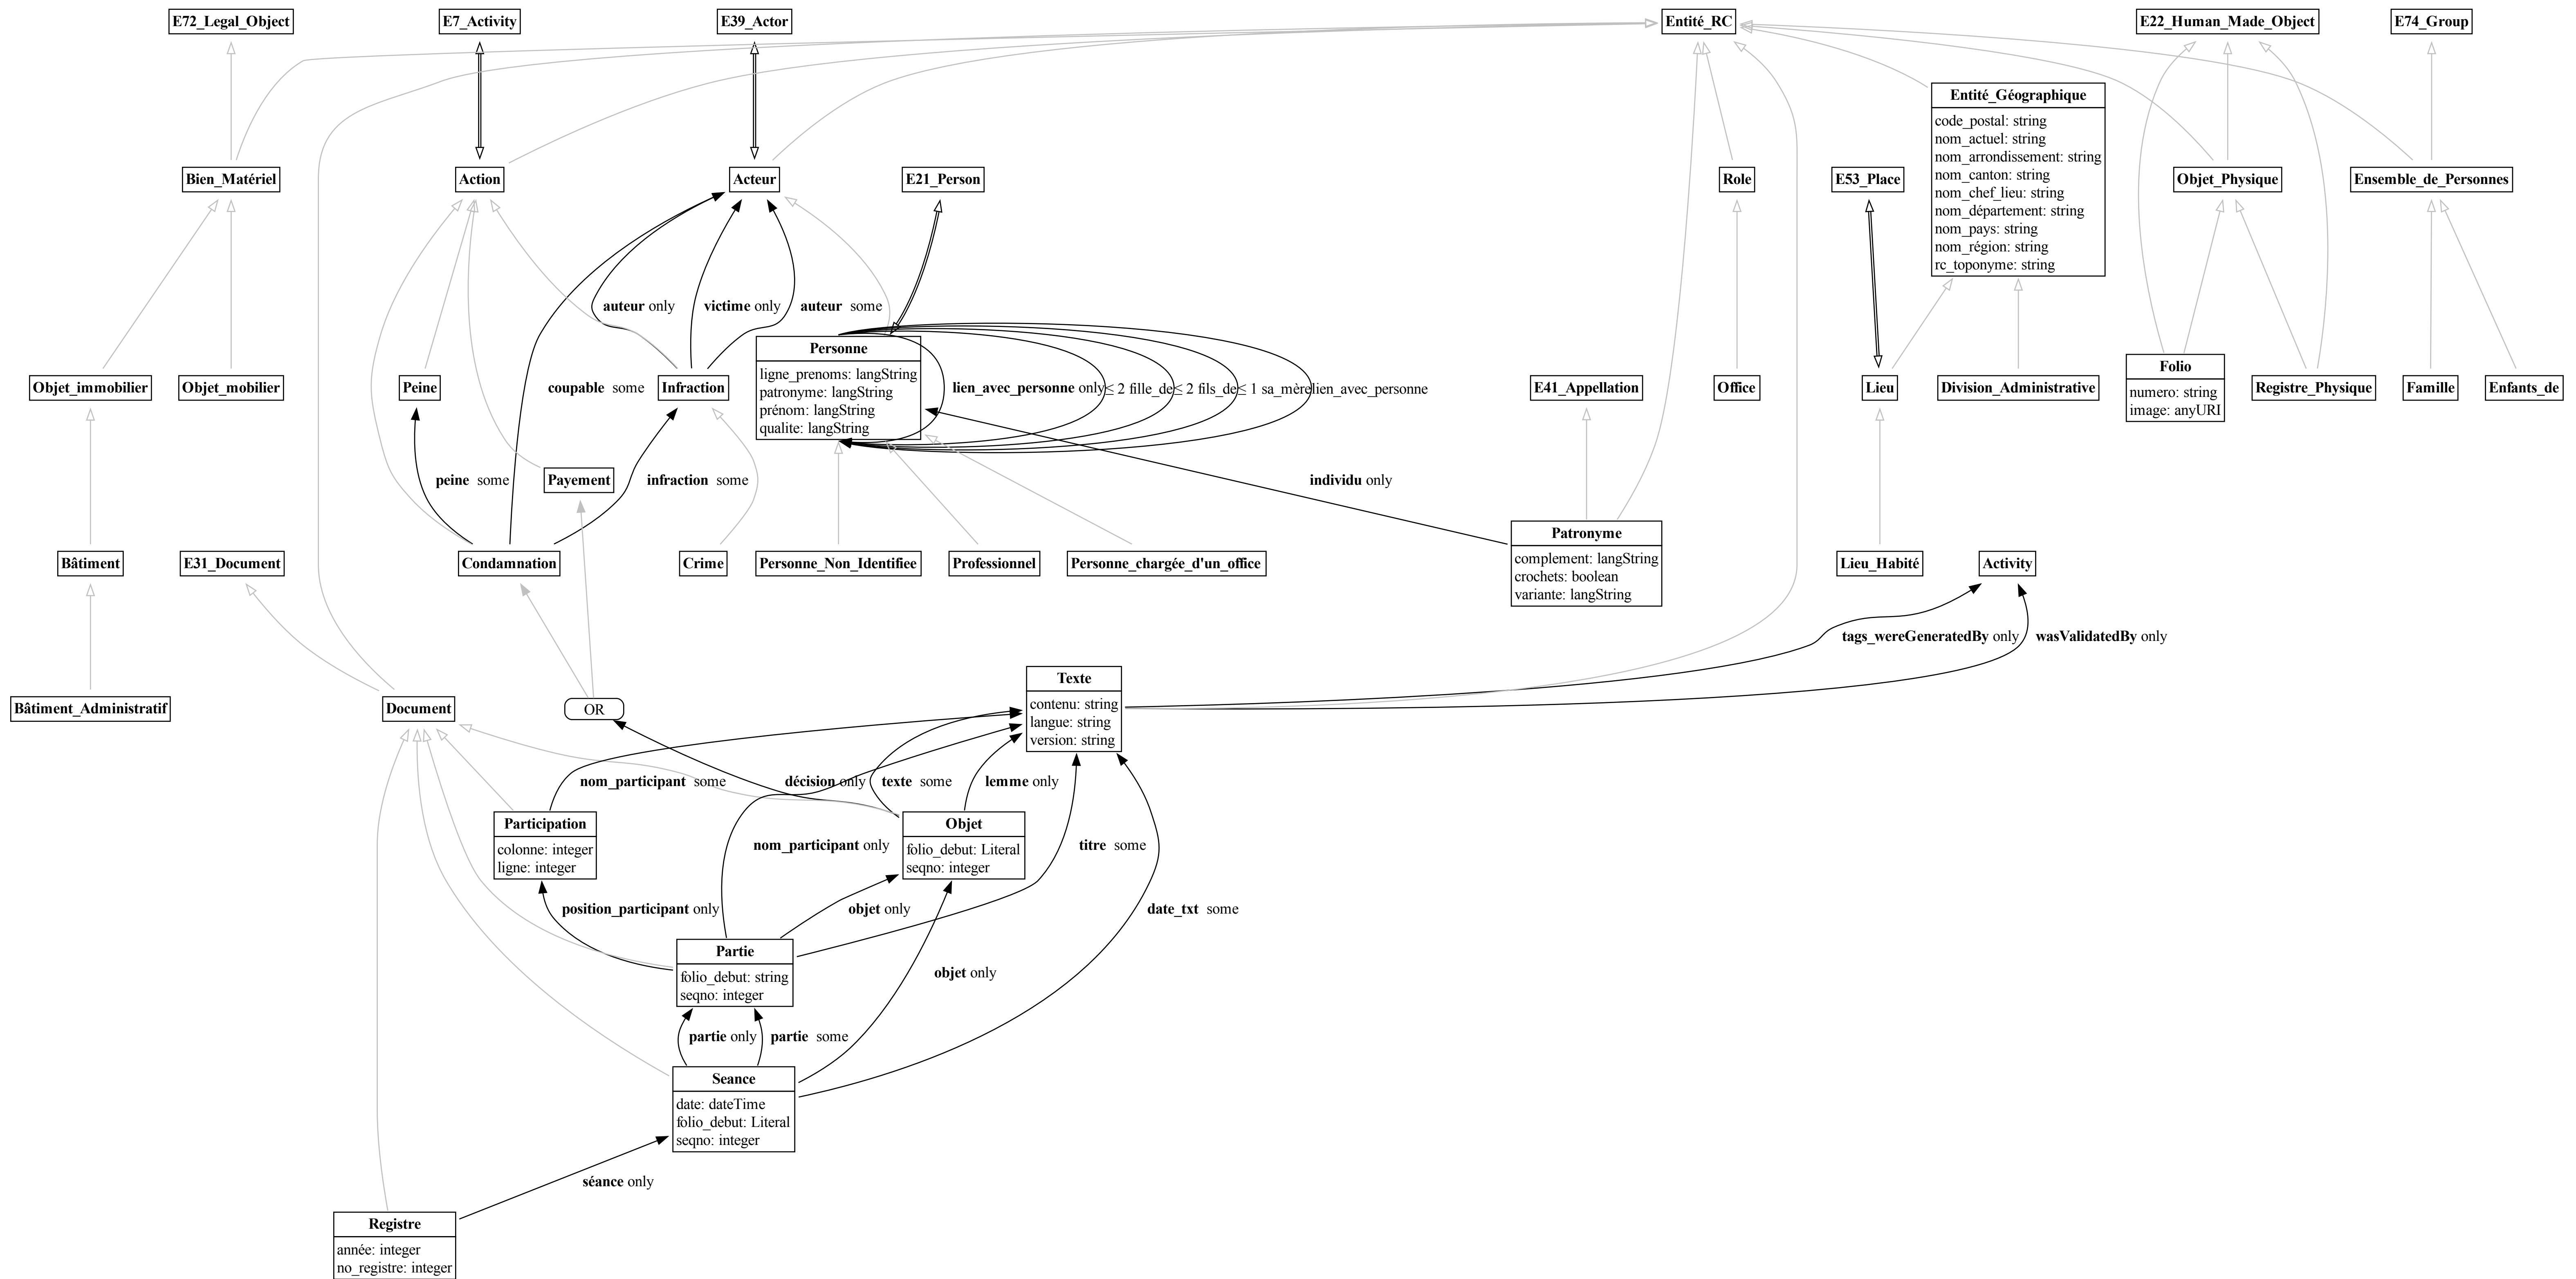 E72_Legal_Object
E7_Activity
E39_Actor
Entité_RC
E22_Human_Made_Object
E74_Group
Entité_Géographique
code_postal: string
nom_actuel: string
nom_arrondissement: string
nom_canton: string
nom_chef_lieu: string
nom_département: string
nom_pays: string
nom_région: string
rc_toponyme: string
Bien_Matériel
Action
Acteur
E21_Person
Role
E53_Place
Objet_Physique
Ensemble_de_Personnes
auteur only
victime only
auteur some
Personne
ligne_prenoms: langString
patronyme: langString
prénom: langString
qualite: langString
Objet_immobilier
Objet_mobilier
Peine
coupable some
Infraction
lien_avec_personne only
≤ 2 fille_de
≤ 2 fils_de
≤ 1 sa_mère
lien_avec_personne
E41_Appellation
Office
Lieu
Division_Administrative
Folio
numero: string
image: anyURI
Registre_Physique
Famille
Enfants_de
peine some
Payement
infraction some
individu only
Bâtiment
E31_Document
Condamnation
Crime
Personne_Non_Identifiee
Professionnel
Personne_chargée_d'un_office
Patronyme
complement: langString
crochets: boolean
variante: langString
Lieu_Habité
Activity
tags_wereGeneratedBy only
wasValidatedBy only
Bâtiment_Administratif
Document
OR
Texte
contenu: string
langue: string
version: string
nom_participant some
décision only
texte some
lemme only
Participation
colonne: integer
ligne: integer
nom_participant only
Objet
folio_debut: Literal
seqno: integer
titre some
position_participant only
objet only
date_txt some
Partie
folio_debut: string
seqno: integer
objet only
partie only
partie some
Seance
date: dateTime
folio_debut: Literal
seqno: integer
séance only
Registre
année: integer
no_registre: integer